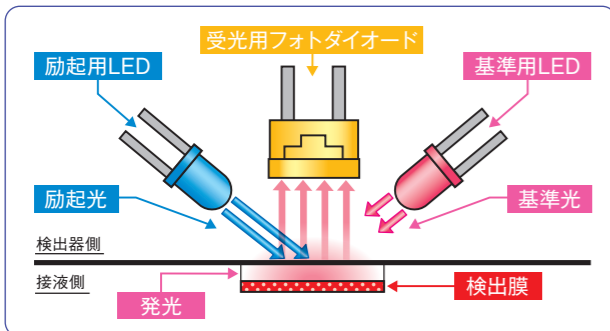 受光用フォトダイオード
励起用LED
基準用LED
励起光
基準光
検出器側
接液側
発光
検出膜